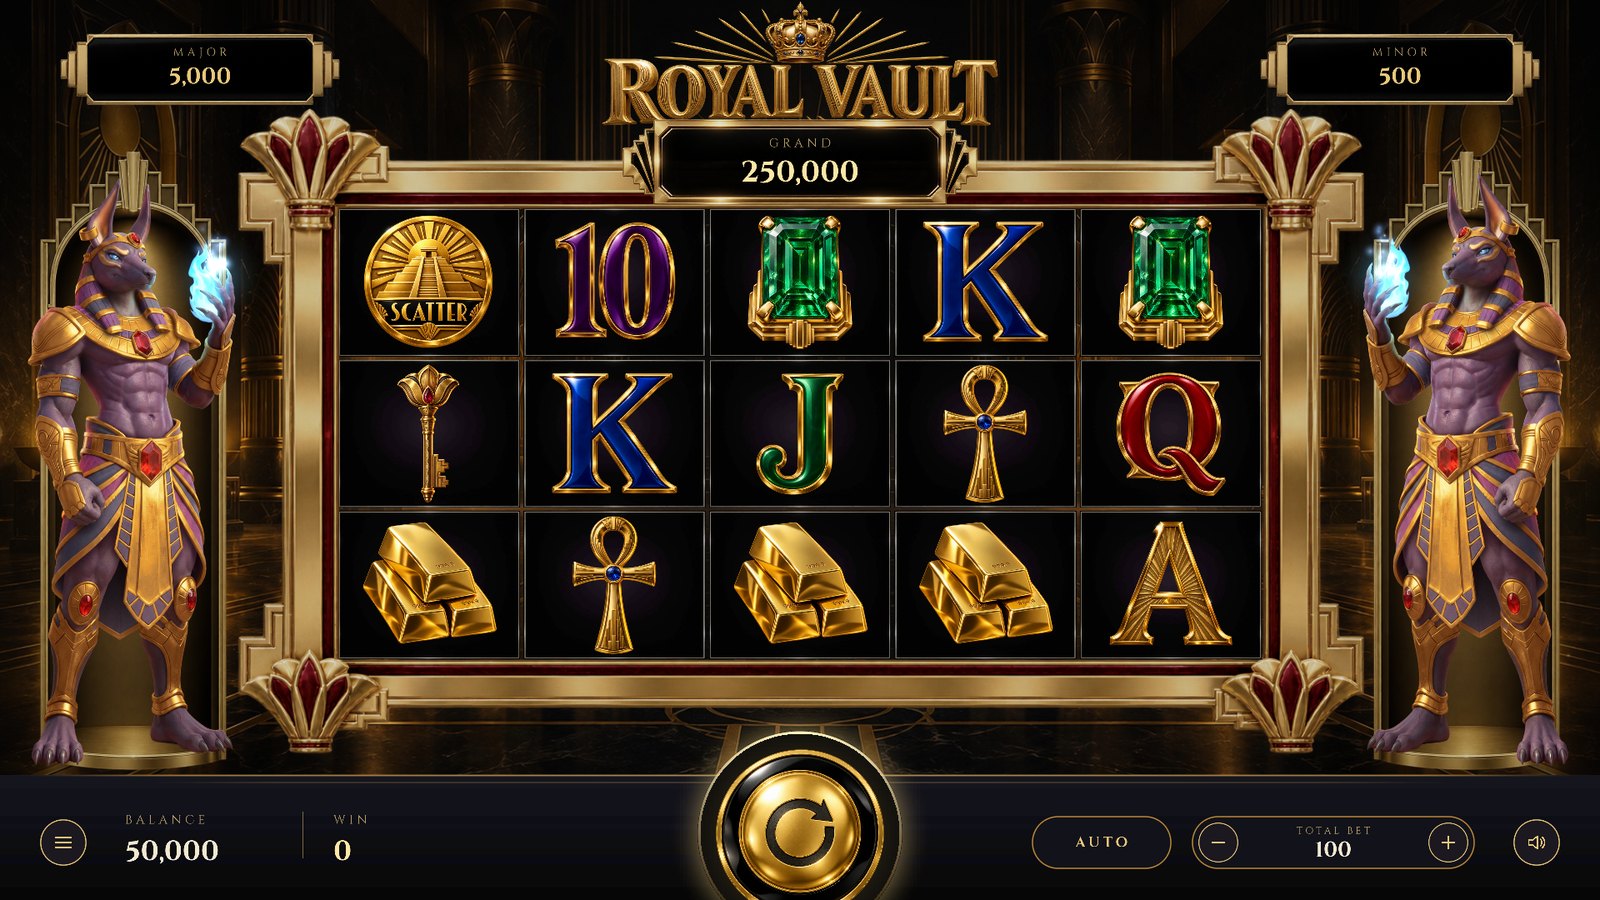 MAJOR
5,000
ROYAL VAULT
MINOR
500
GRAND
250,000
SCATTER
10
K
K
J
Q
A
BALANCE
50,000
WIN
0
AUTO
TOTAL BET
100